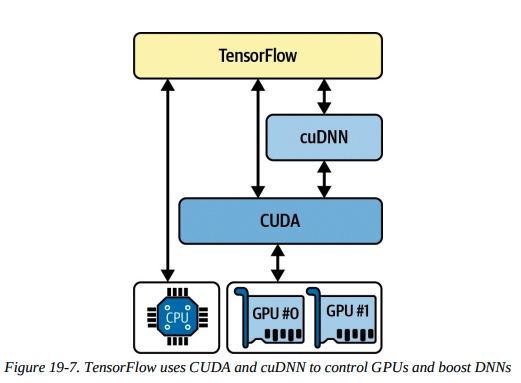 TensorFlow
cuDNN
CUDA
CPU
GPU #0
GPU #1
Figure 19-7. TensorFlow uses CUDA and cuDNN to control GPUs and boost DNNs